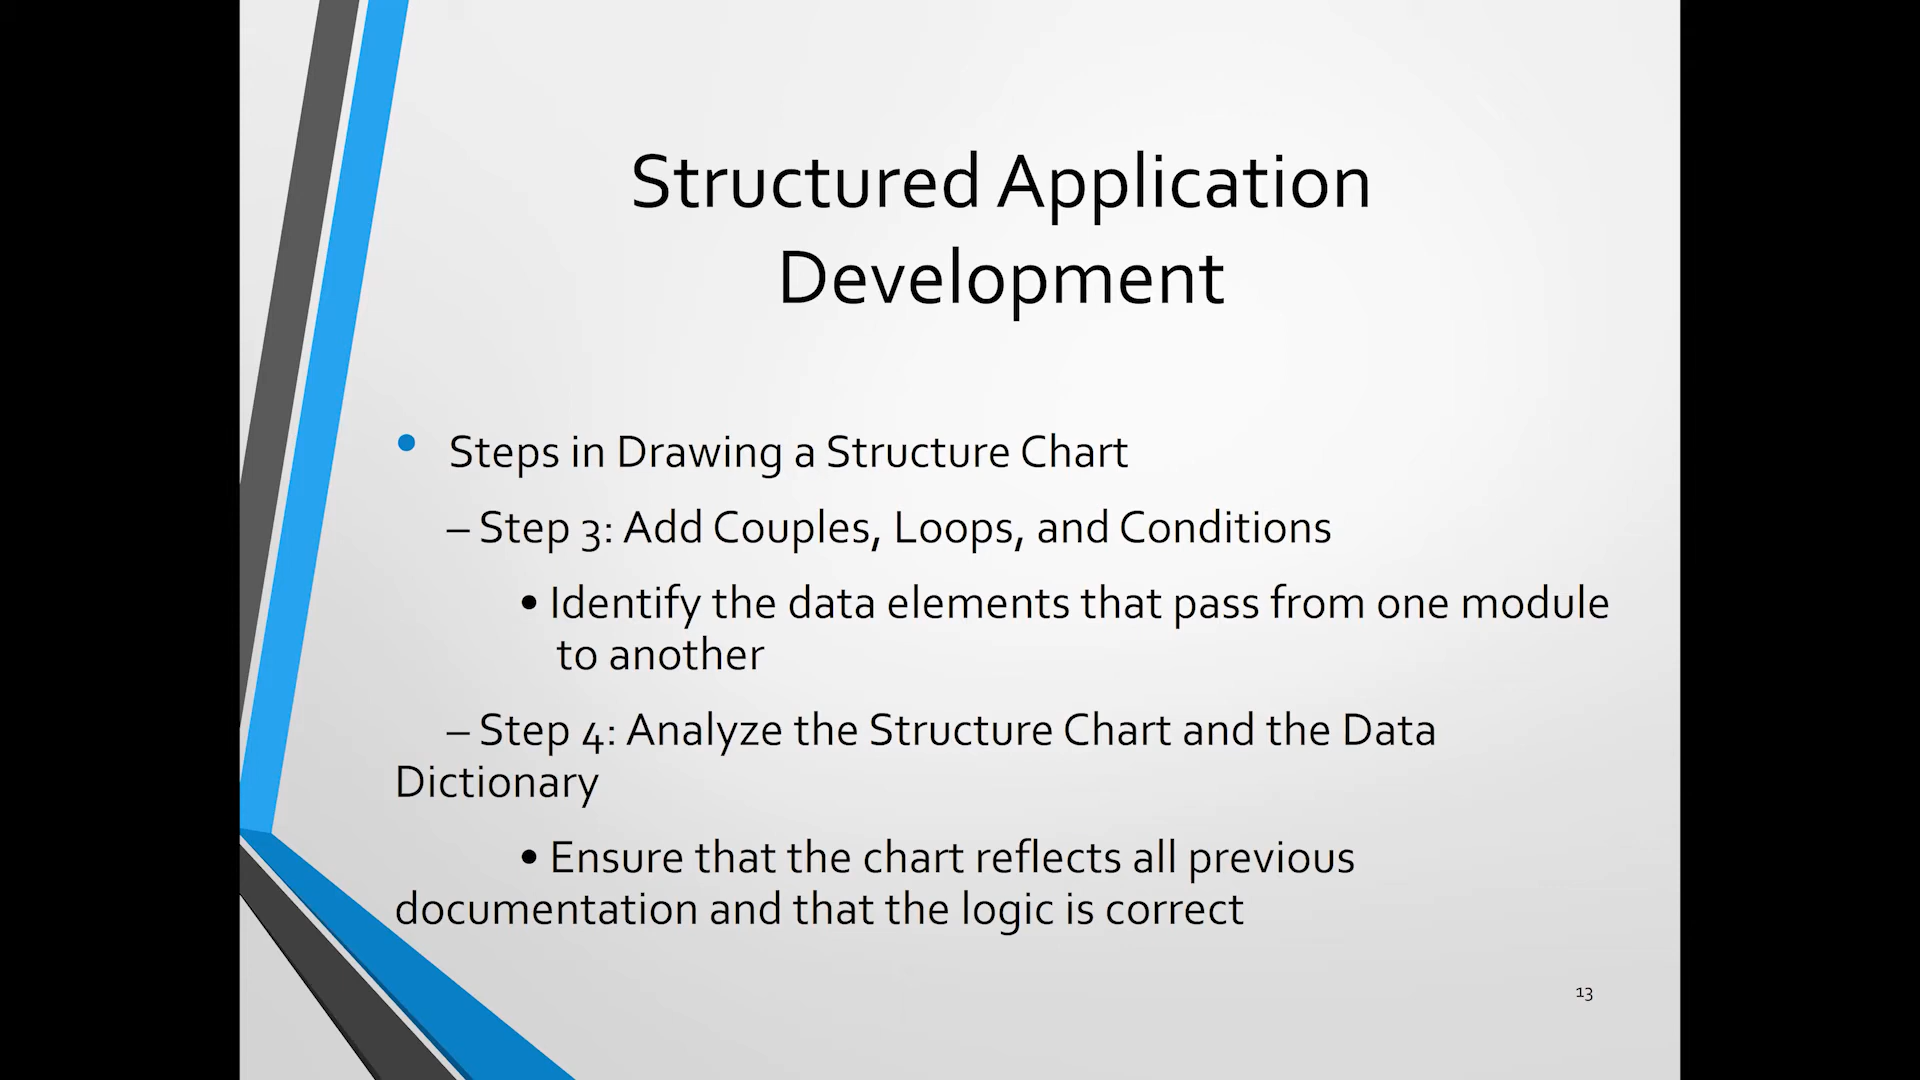 Structured Application
Development
• Steps in Drawing a Structure Chart
– Step 3: Add Couples, Loops, and Conditions
• Identify the data elements that pass from one module
to another
– Step 4: Analyze the Structure Chart and the Data
Dictionary
• Ensure that the chart reflects all previous
documentation and that the logic is correct
13